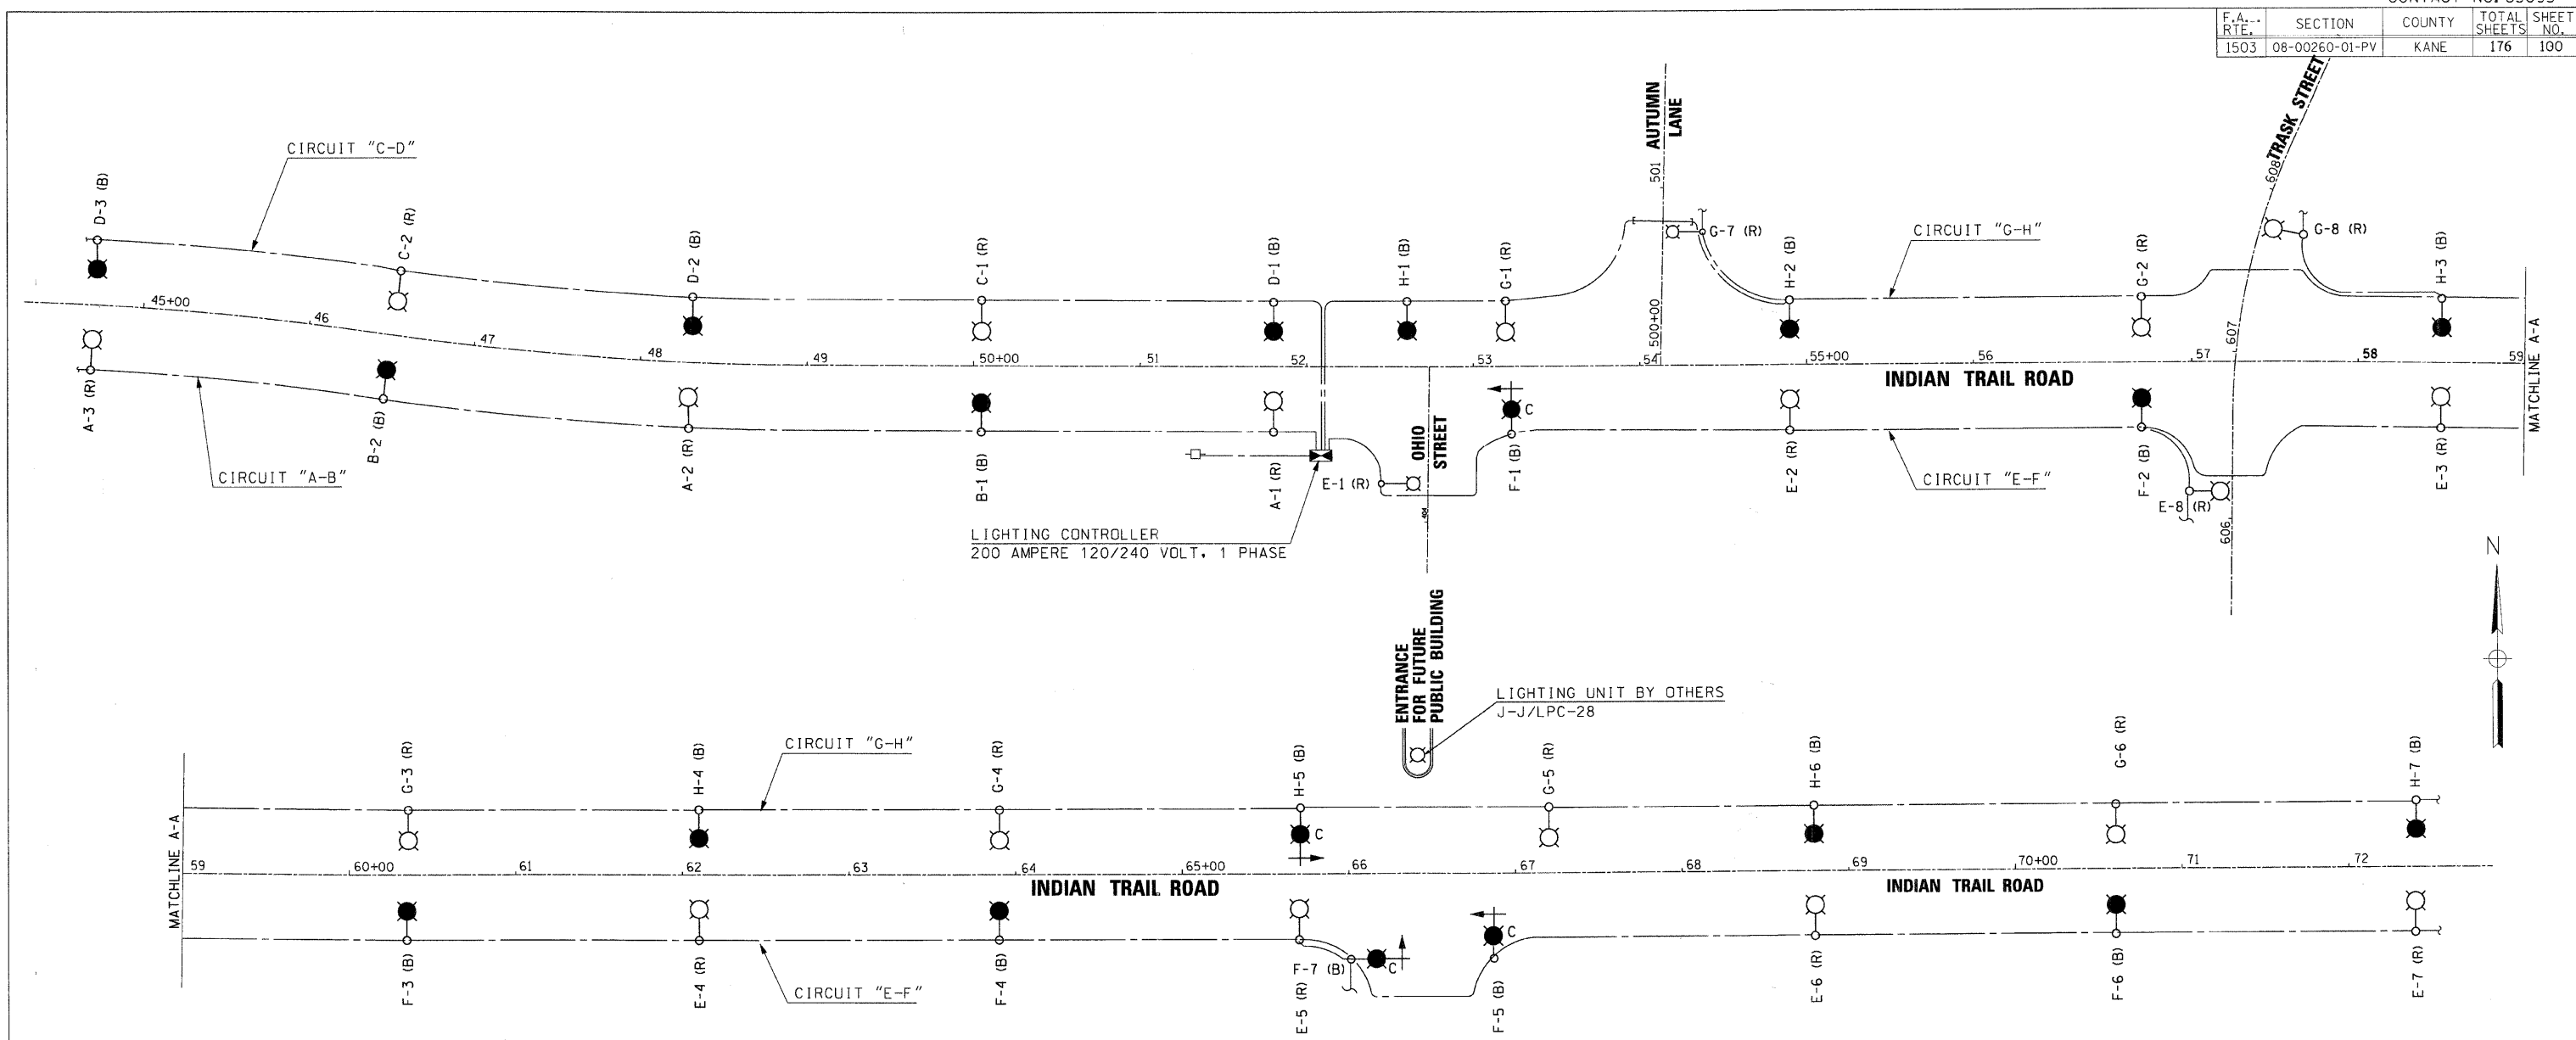 F.A. RTE. SECTION COUNTY TOTAL SHEETS SHEET NO.
1503 08-00260-01-PV KANE 176 100
TRASK STREET
AUTUMN
LANE
501
608
CIRCUIT "C-D"
D-3 (B)
C-2 (R)
D-2 (B)
C-1 (R)
D-1 (B)
H-1 (B)
G-1 (R)
G-7 (R)
H-2 (B)
CIRCUIT "G-H"
G-2 (R)
G-8 (R)
H-3 (B)
45+00 46 47 48 49 50+00 51 52 53 54 55+00 56 57 58 59
500+00
607
INDIAN TRAIL ROAD
MATCHLINE A-A
A-3 (R)
CIRCUIT "A-B"
B-2 (B)
A-2 (R)
B-1 (B)
A-1 (R)
E-1 (R)
OHIO
STREET
C
F-1 (B)
E-2 (R)
CIRCUIT "E-F"
F-2 (B)
E-8 (R)
606
E-3 (R)
LIGHTING CONTROLLER
200 AMPERE 120/240 VOLT, 1 PHASE
N
ENTRANCE
FOR FUTURE
PUBLIC BUILDING
LIGHTING UNIT BY OTHERS
J-J/LPC-28
MATCHLINE A-A
G-3 (R)
H-4 (B)
CIRCUIT "G-H"
G-4 (R)
H-5 (B)
C
G-5 (R)
H-6 (B)
G-6 (R)
H-7 (B)
59 60+00 61 62 63 64 65+00 66 67 68 69 70+00 71 72
INDIAN TRAIL ROAD
INDIAN TRAIL ROAD
F-3 (B)
E-4 (R)
CIRCUIT "E-F"
F-4 (B)
E-5 (R)
F-7 (B)
C
C
F-5 (B)
E-6 (R)
F-6 (B)
E-7 (R)